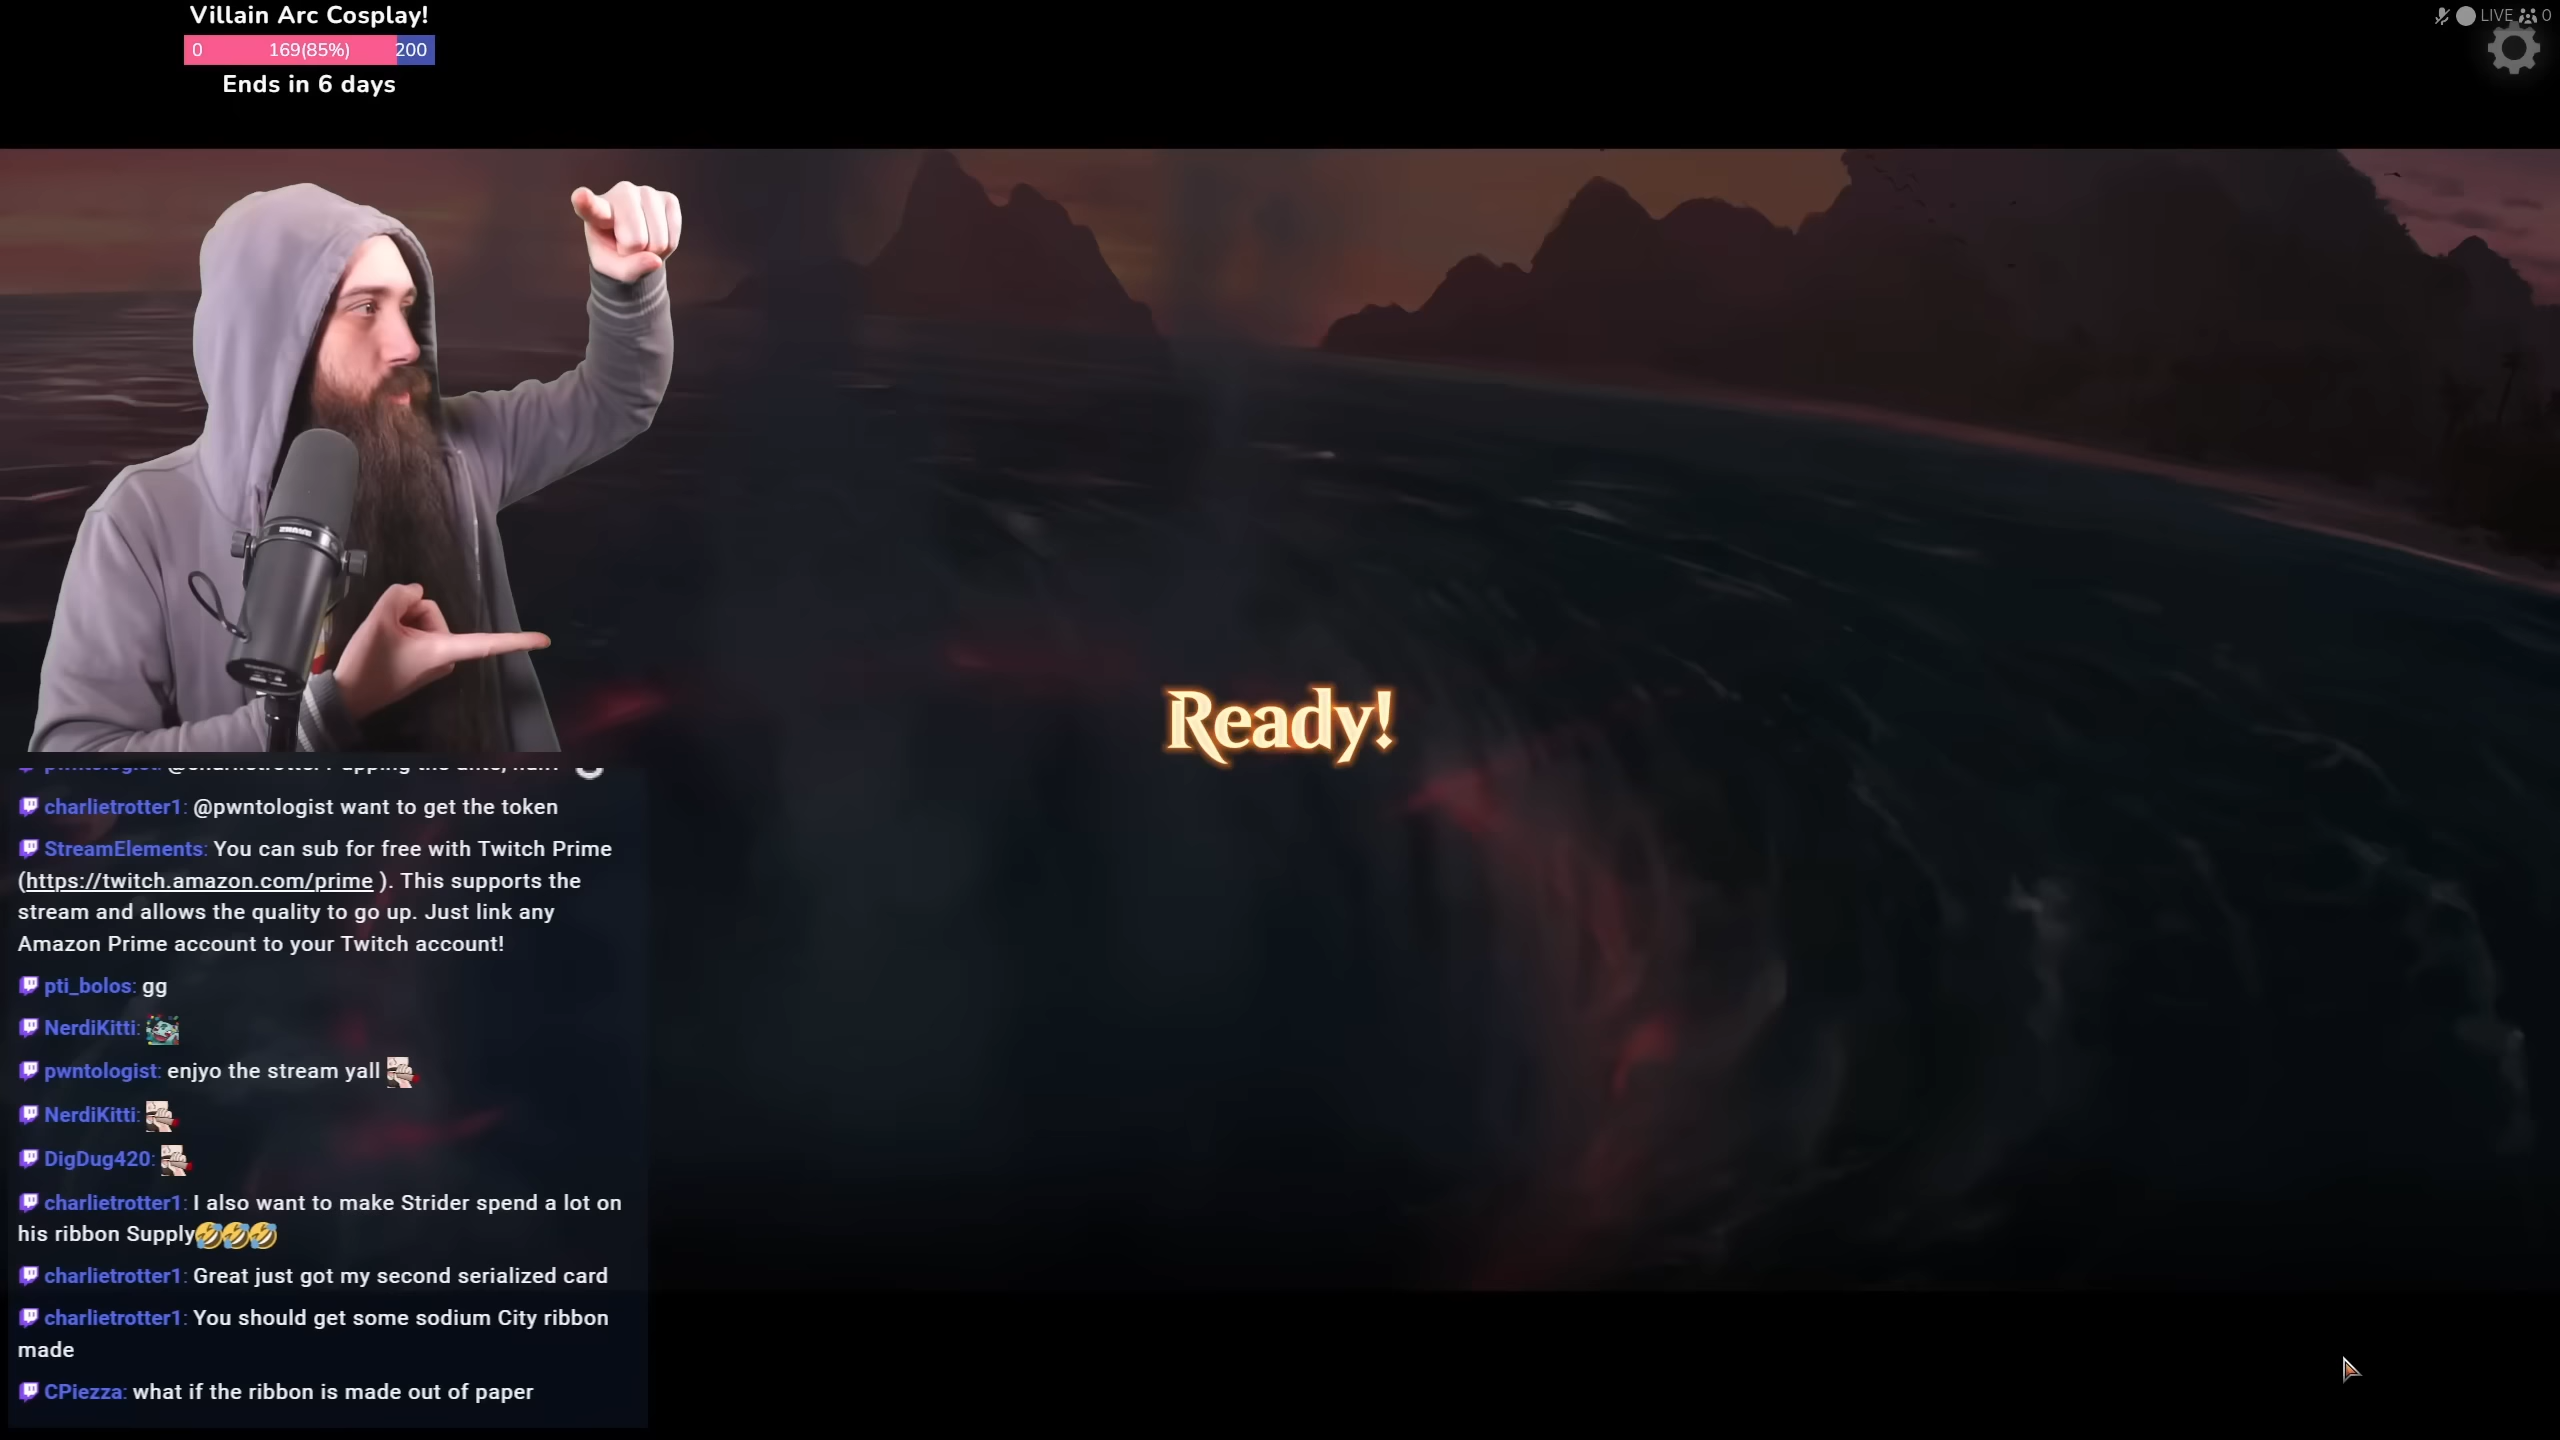 Villain Arc Cosplay!
0 169(85%) 200
Ends in 6 days
LIVE 0
Ready!
charlietrotter1: @pwntologist want to get the token
StreamElements: You can sub for free with Twitch Prime
(https://twitch.amazon.com/prime ). This supports the
stream and allows the quality to go up. Just link any
Amazon Prime account to your Twitch account!
pti_bolos: gg
NerdiKitti:
pwntologist: enjyo the stream yall
NerdiKitti:
DigDug420:
charlietrotter1: I also want to make Strider spend a lot on
his ribbon Supply🤣🤣🤣
charlietrotter1: Great just got my second serialized card
charlietrotter1: You should get some sodium City ribbon
made
CPiezza: what if the ribbon is made out of paper